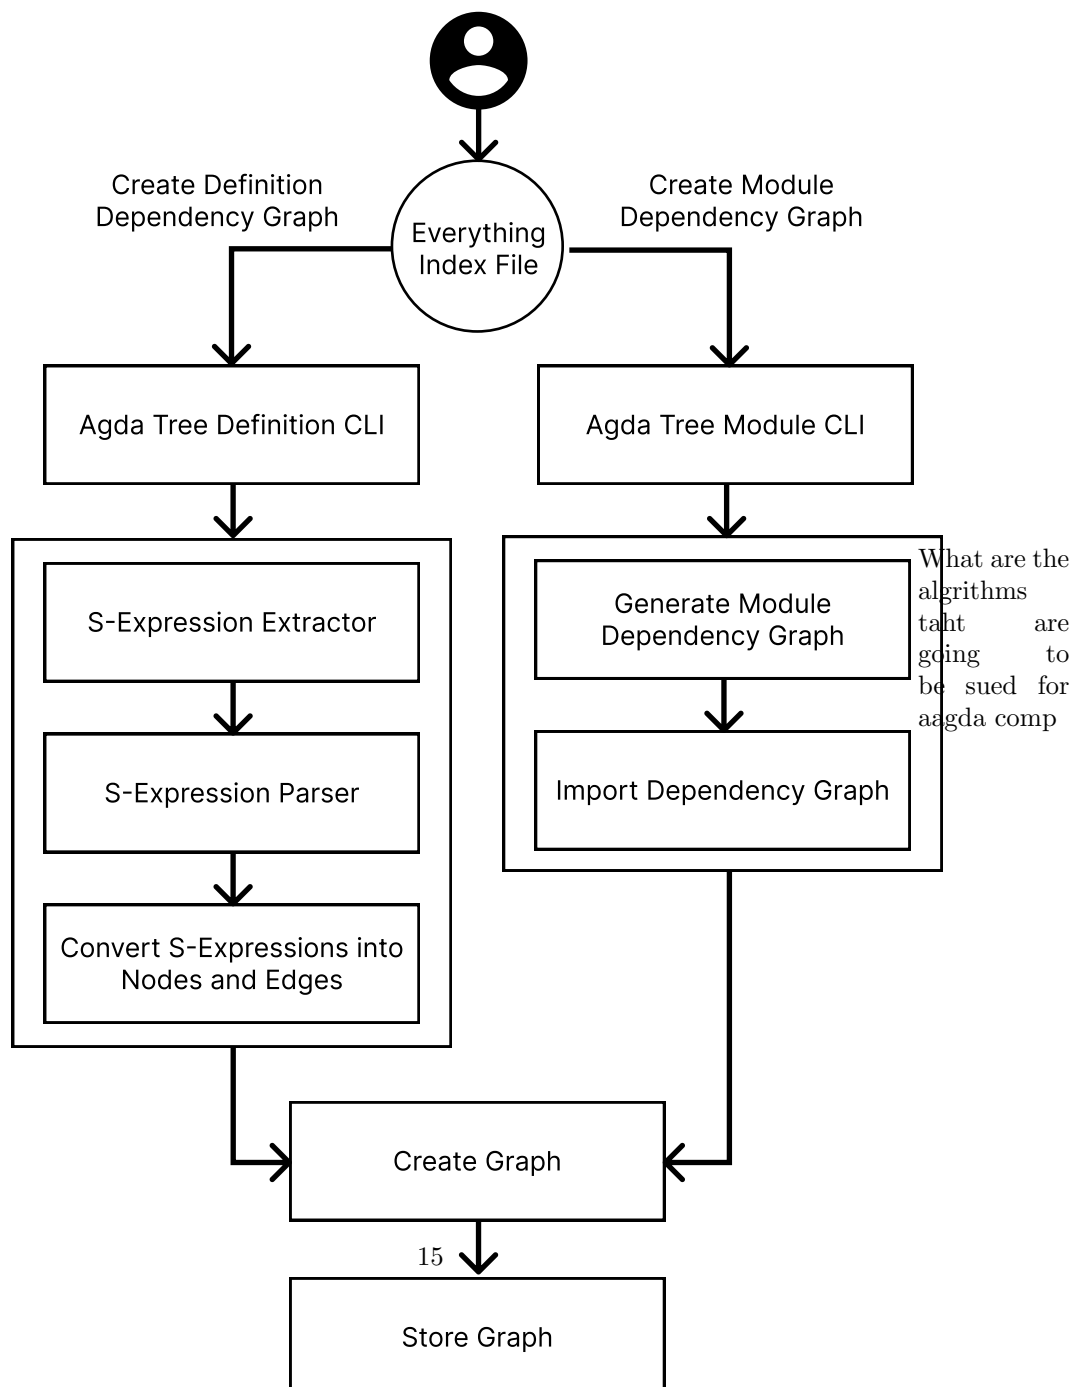 Create Definition
Dependency Graph
Everything
Index File
Create Module
Dependency Graph
Agda Tree Definition CLI
Agda Tree Module CLI
S-Expression Extractor
S-Expression Parser
Convert S-Expressions into
Nodes and Edges
Generate Module
Dependency Graph
Import Dependency Graph
What are the
algrithms
taht are
going to
be sued for
aagda comp
Create Graph
15
Store Graph